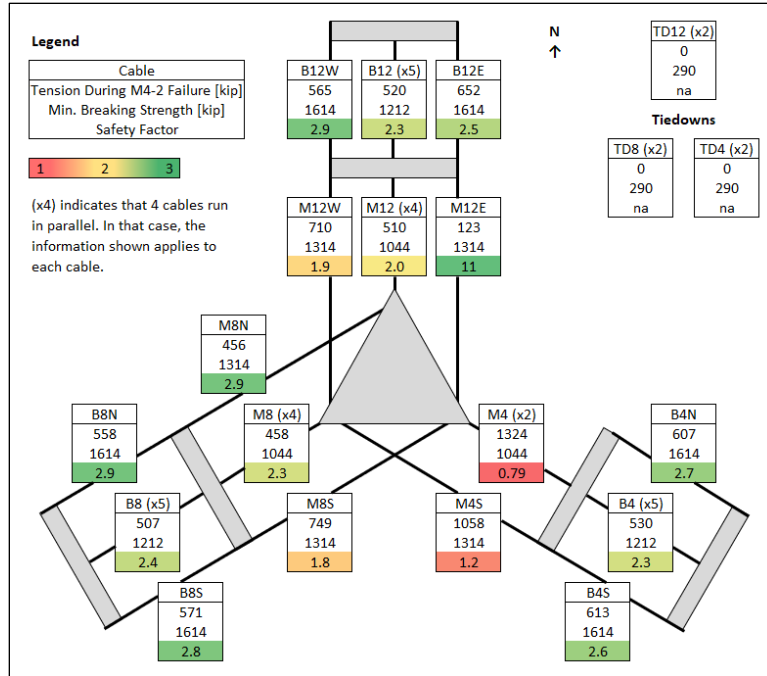 Legend
Cable
Tension During M4-2 Failure [kip]
Min. Breaking Strength [kip]
Safety Factor
1 2 3
(x4) indicates that 4 cables run
in parallel. In that case, the
information shown applies to
each cable.
N
↑
B12W
565
1614
2.9
B12 (x5)
520
1212
2.3
B12E
652
1614
2.5
TD12 (x2)
0
290
na
Tiedowns
TD8 (x2)
0
290
na
TD4 (x2)
0
290
na
M12W
710
1314
1.9
M12 (x4)
510
1044
2.0
M12E
123
1314
11
M8N
456
1314
2.9
B8N
558
1614
2.9
M8 (x4)
458
1044
2.3
M4 (x2)
1324
1044
0.79
B4N
607
1614
2.7
B8 (x5)
507
1212
2.4
M8S
749
1314
1.8
M4S
1058
1314
1.2
B4 (x5)
530
1212
2.3
B8S
571
1614
2.8
B4S
613
1614
2.6